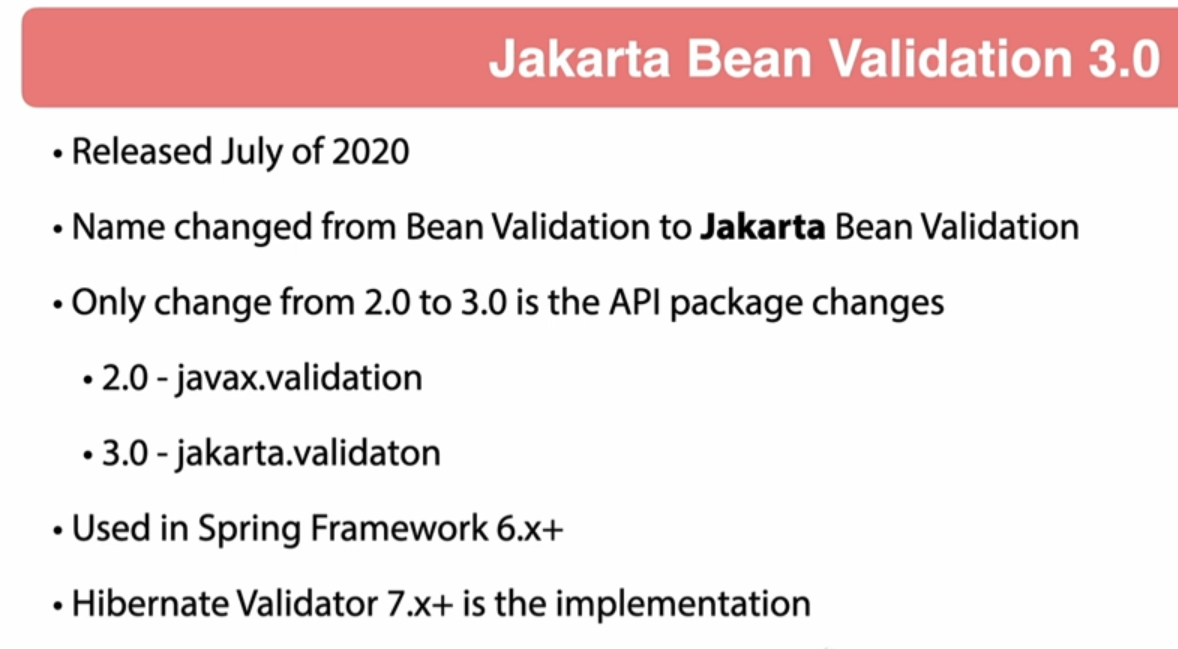 Jakarta Bean Validation 3.0
• Released July of 2020
• Name changed from Bean Validation to Jakarta Bean Validation
• Only change from 2.0 to 3.0 is the API package changes
• 2.0 - javax.validation
• 3.0 - jakarta.validaton
• Used in Spring Framework 6.x+
• Hibernate Validator 7.x+ is the implementation